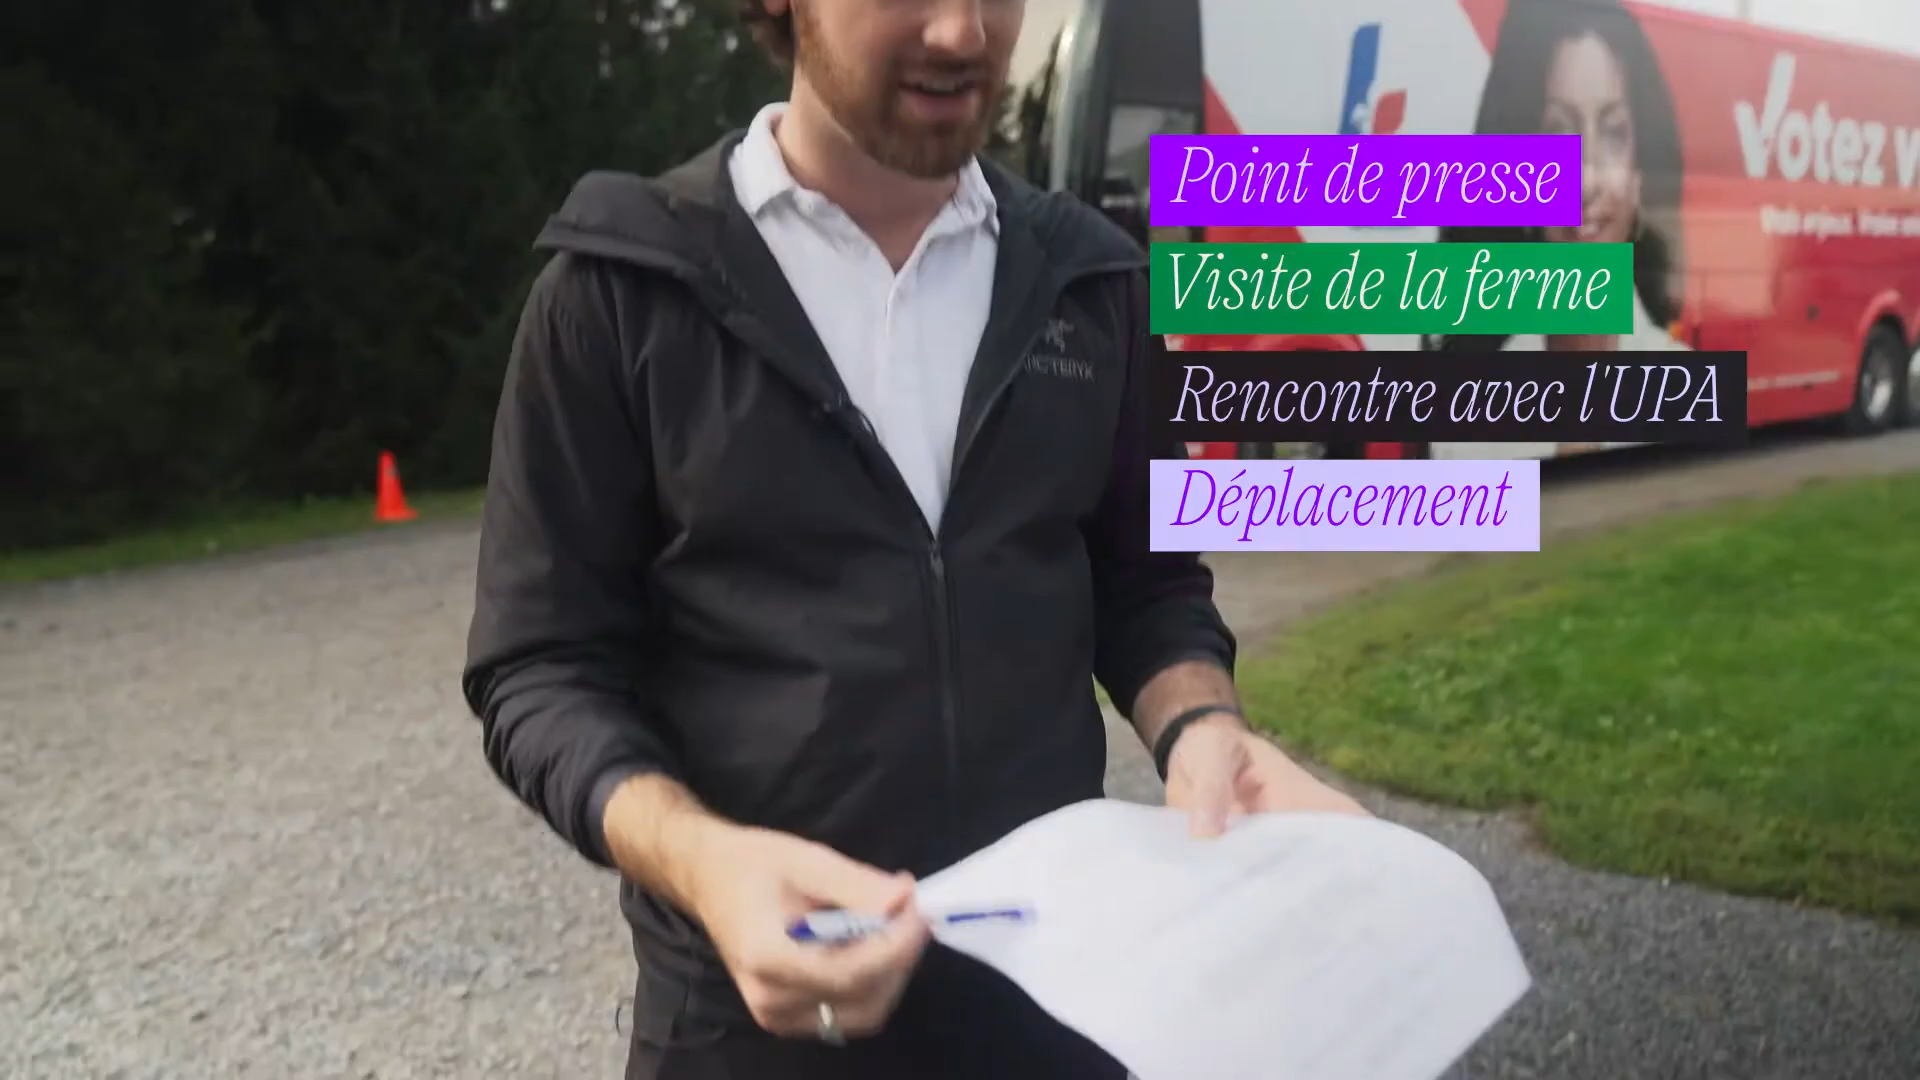 Point de presse
Visite de la ferme
Rencontre avec l'UPA
Déplacement
Votez